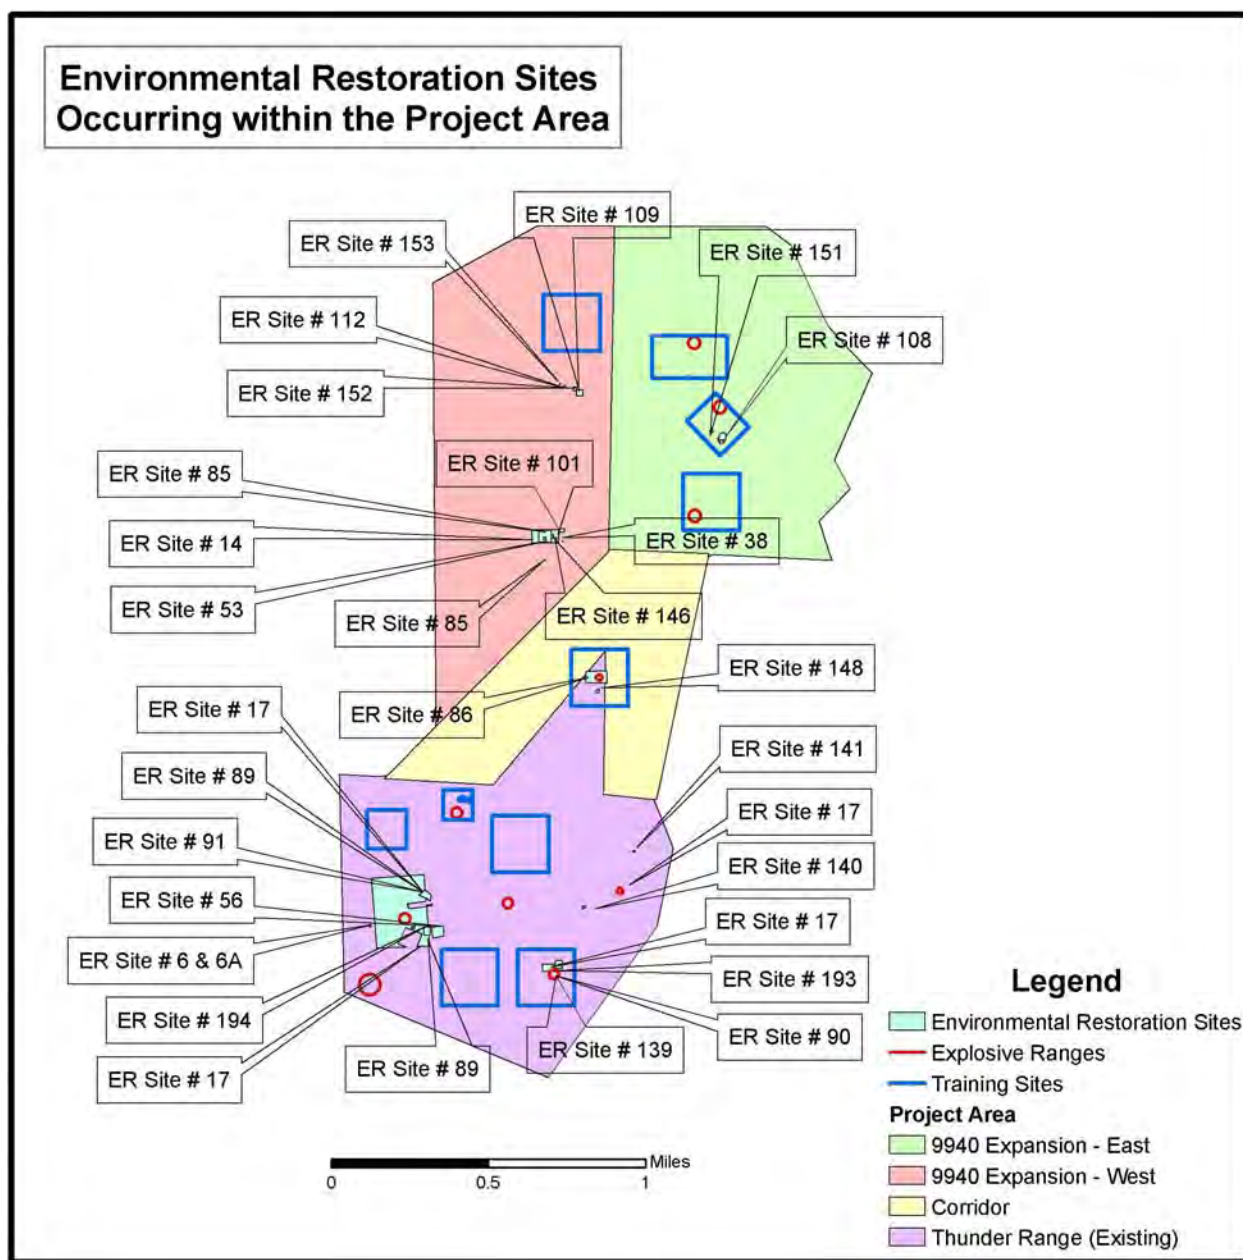 Environmental Restoration Sites
Occurring within the Project Area
ER Site # 109
ER Site # 153
ER Site # 151
ER Site # 112
ER Site # 108
ER Site # 152
ER Site # 101
ER Site # 85
ER Site # 14
ER Site # 38
ER Site # 53
ER Site # 85
ER Site # 146
ER Site # 148
ER Site # 17
ER Site # 86
ER Site # 141
ER Site # 89
ER Site # 17
ER Site # 91
ER Site # 140
ER Site # 56
ER Site # 17
ER Site # 6 & 6A
ER Site # 193
ER Site # 194
ER Site # 90
ER Site # 139
ER Site # 17
ER Site # 89
Legend
Environmental Restoration Sites
Explosive Ranges
Training Sites
Project Area
9940 Expansion - East
9940 Expansion - West
Corridor
Thunder Range (Existing)
Miles
0 0.5 1